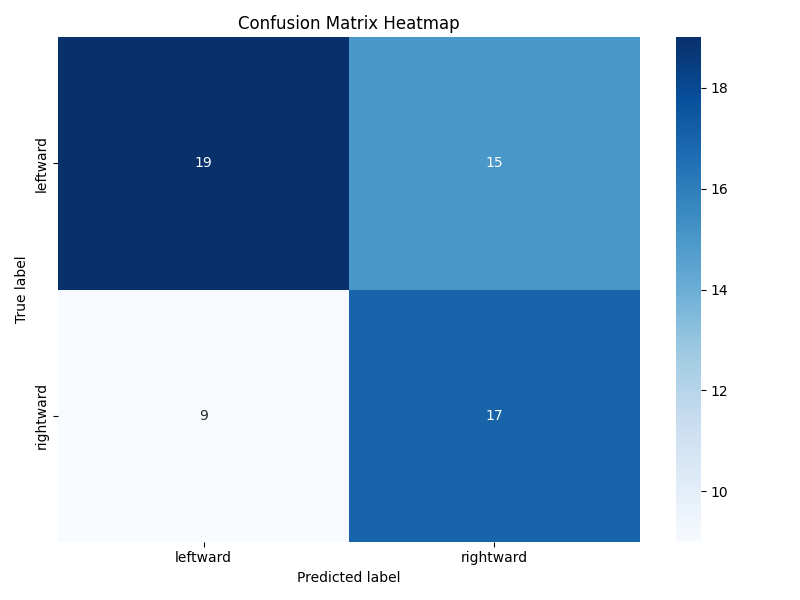 Confusion Matrix Heatmap
True label
leftward
19
15
rightward
9
17
leftward
rightward
Predicted label
18
16
14
12
10